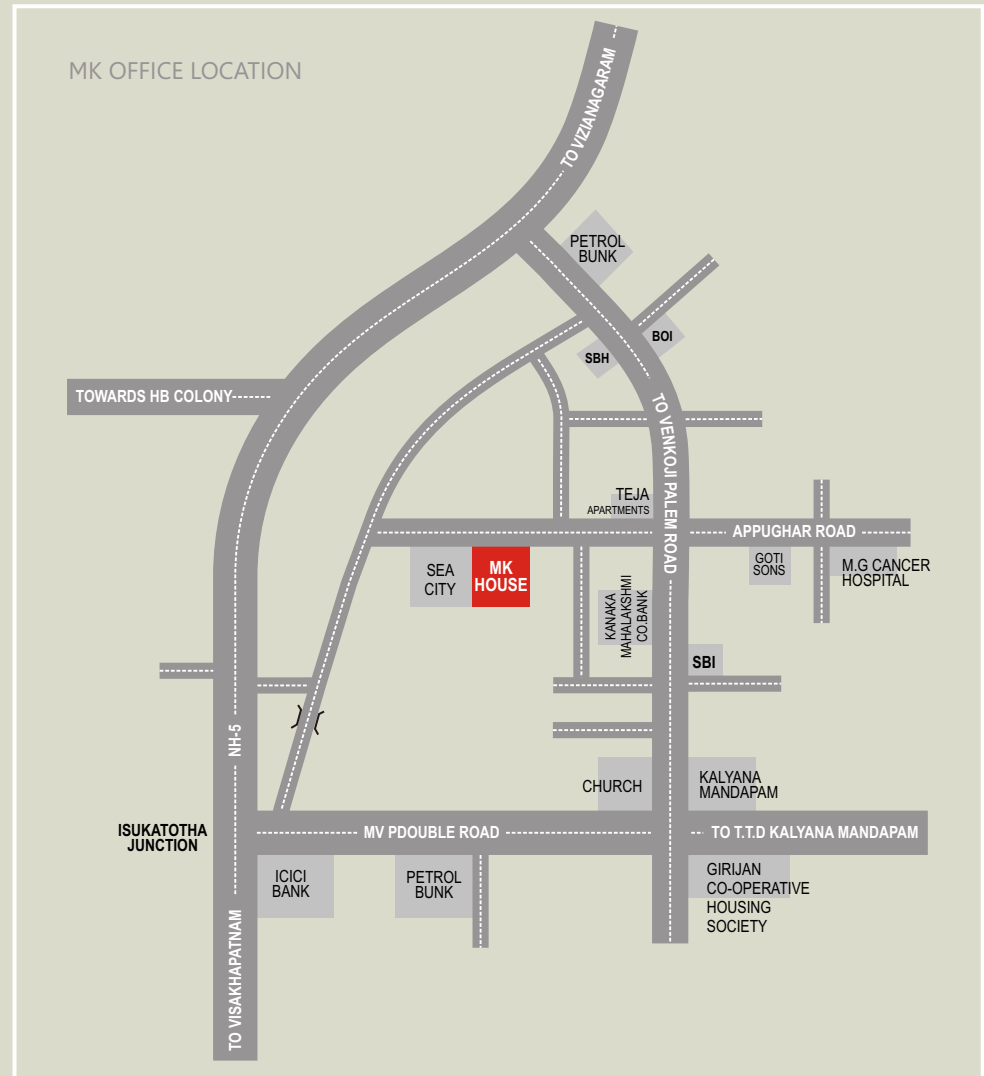 MK OFFICE LOCATION
TO VIZIANAGARAM
PETROL
BUNK
BOI
SBH
TOWARDS HB COLONY
TO VENKOJI PALEM ROAD
TEJA
APARTMENTS
APPUGHAR ROAD
SEA
CITY
MK
HOUSE
GOTI
SONS
M.G CANCER
HOSPITAL
KANAKA
MAHALAKSHMI
CO.BANK
SBI
NH-5
CHURCH
KALYANA
MANDAPAM
ISUKATOTHA
JUNCTION
MV PDOUBLE ROAD
TO T.T.D KALYANA MANDAPAM
ICICI
BANK
PETROL
BUNK
GIRIJAN
CO-OPERATIVE
HOUSING
SOCIETY
TO VISAKHAPATNAM